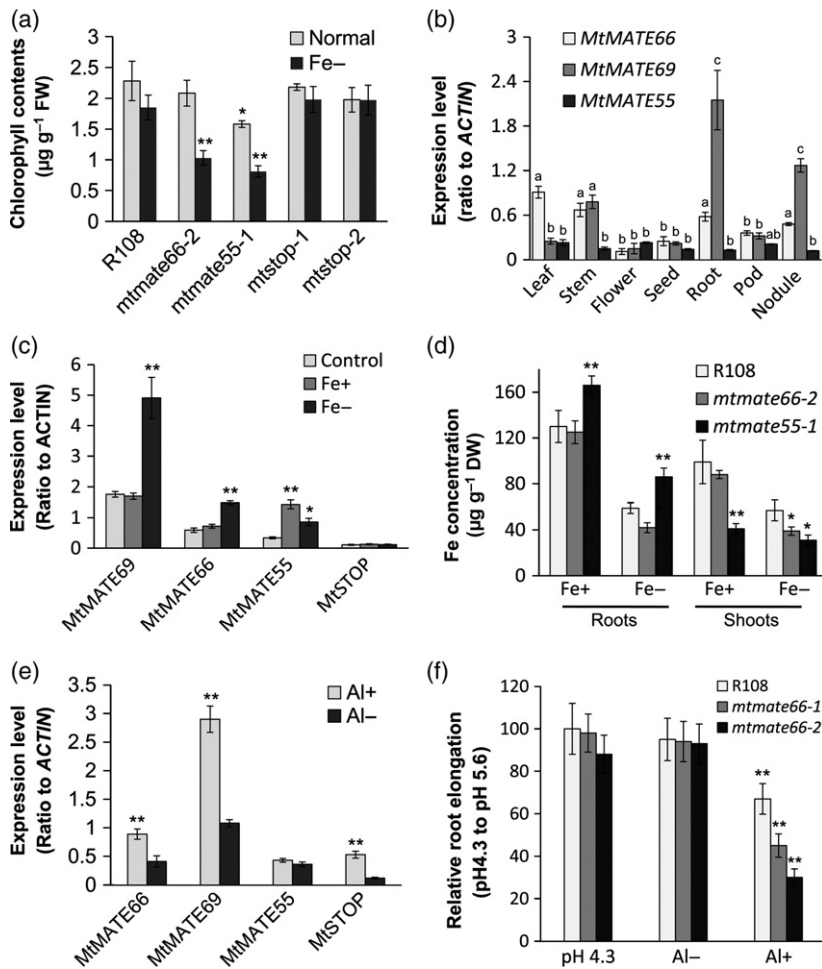 (a)
Chlorophyll contents
(µg g–1 FW)
3
2.5
2
1.5
1
0.5
0
Normal
Fe–
**
*
**
R108
mtmate66-2
mtmate55-1
mtstop-1
mtstop-2
(b)
Expression level
(ratio to ACTIN)
3
2.4
1.8
1.2
0.6
0
MtMATE66
MtMATE69
MtMATE55
a b b
a a b
b b b
b b b
a c b
b b ab
a c b
Leaf
Stem
Flower
Seed
Root
Pod
Nodule
(c)
Expression level
(Ratio to ACTIN)
6
5
4
3
2
1
0
Control
Fe+
Fe–
**
**
**
*
MtMATE69
MtMATE66
MtMATE55
MtSTOP
(d)
Fe concentration
(µg g–1 DW)
160
120
80
40
0
R108
mtmate66-2
mtmate55-1
**
**
**
*
*
Fe+
Fe–
Fe+
Fe–
Roots
Shoots
(e)
Expression level
(Ratio to ACTIN)
3.5
3
2.5
2
1.5
1
0.5
0
Al+
Al–
**
**
**
MtMATE66
MtMATE69
MtMATE55
MtSTOP
(f)
Relative root elongation
(pH4.3 to pH 5.6)
120
100
80
60
40
20
0
R108
mtmate66-1
mtmate66-2
**
**
**
pH 4.3
Al–
Al+